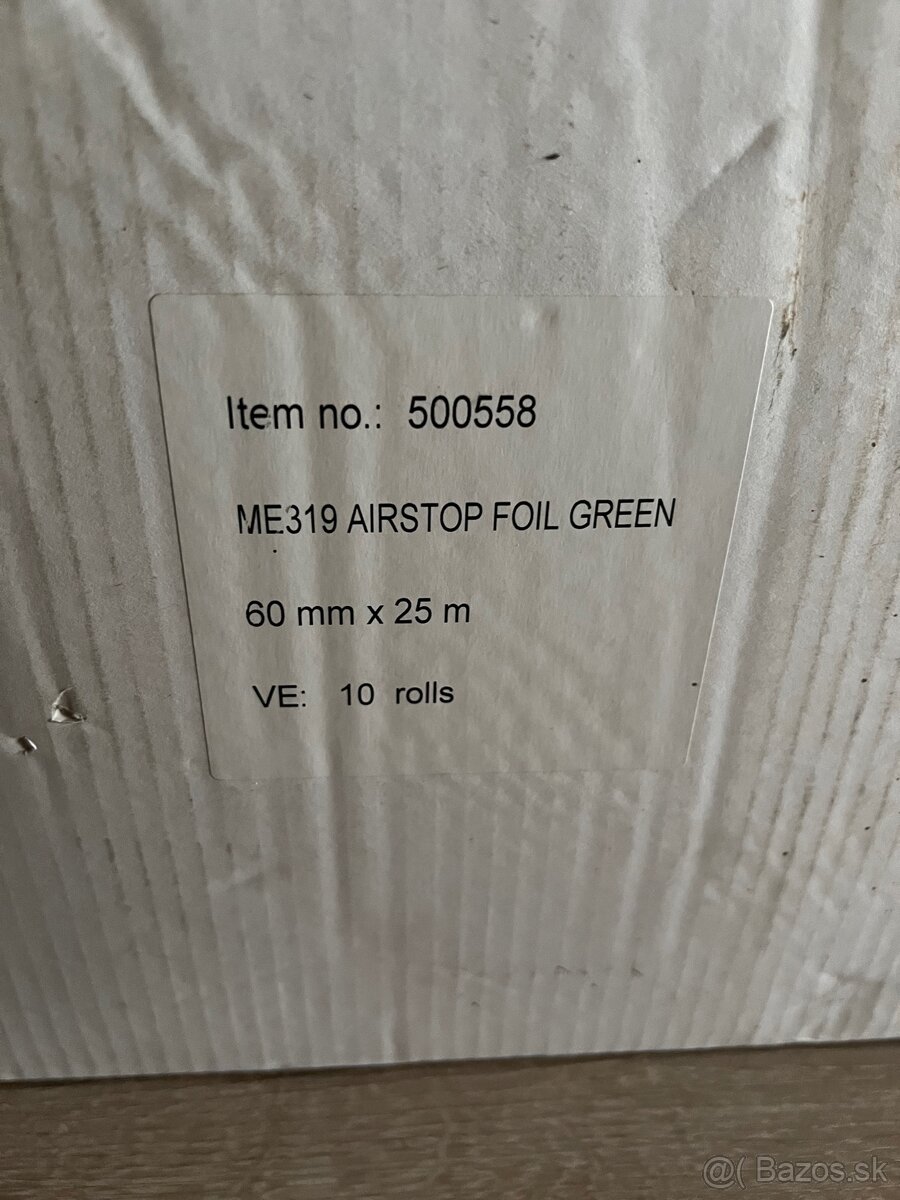 Item no.: 500558
ME319 AIRSTOP FOIL GREEN
60 mm x 25 m
VE: 10 rolls
@( Bazos.sk